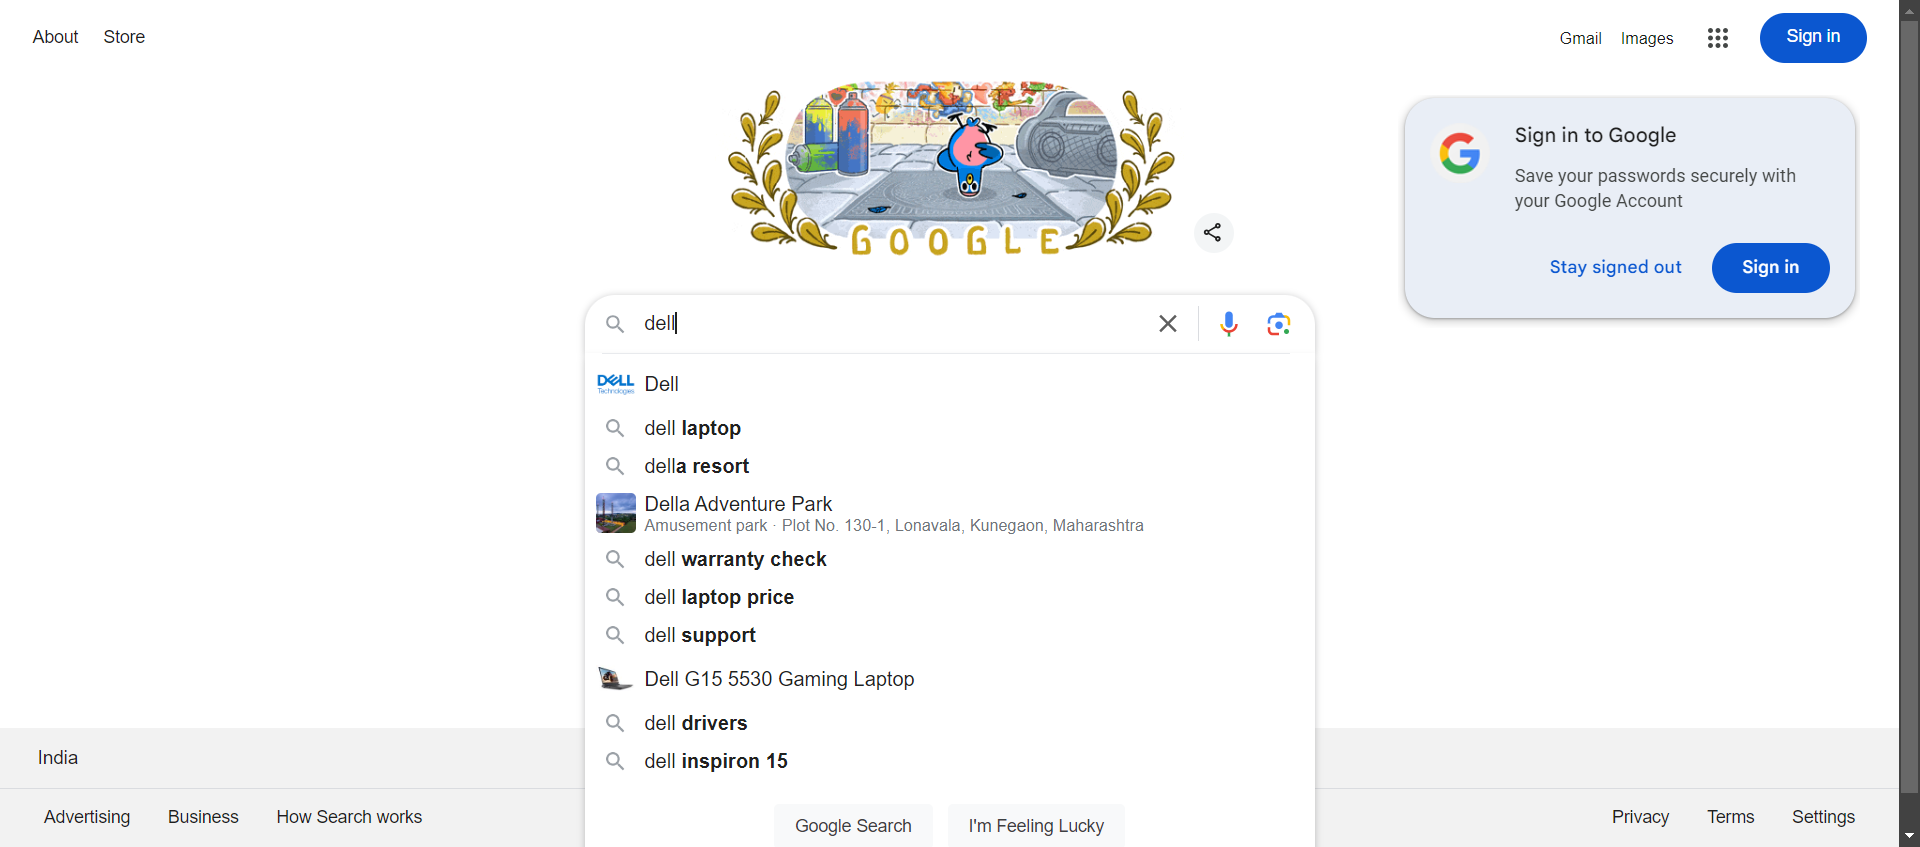 About Store
Gmail Images Sign in
GOOGLE
Sign in to Google
Save your passwords securely with
your Google Account
Stay signed out Sign in
dell
DELL
Technologies
Dell
dell laptop
della resort
Della Adventure Park
Amusement park · Plot No. 130-1, Lonavala, Kunegaon, Maharashtra
dell warranty check
dell laptop price
dell support
Dell G15 5530 Gaming Laptop
dell drivers
dell inspiron 15
Google Search I'm Feeling Lucky
India
Advertising Business How Search works
Privacy Terms Settings